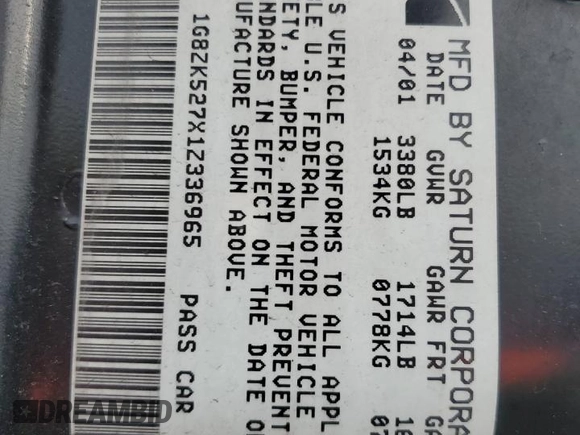 MFD BY SATURN CORPORA
DATE GVWR GAWR FRT GA
04/01 3380LB 1714LB
1534KG 0778KG
S VEHICLE CONFORMS TO ALL APPL
LE U.S. FEDERAL MOTOR VEHICLE
ETY, BUMPER, AND THEFT PREVENT
NDARDS IN EFFECT ON THE DATE O
UFACTURE SHOWN ABOVE.
1G8ZK527X1Z336965 PASS CAR
DREAMBID